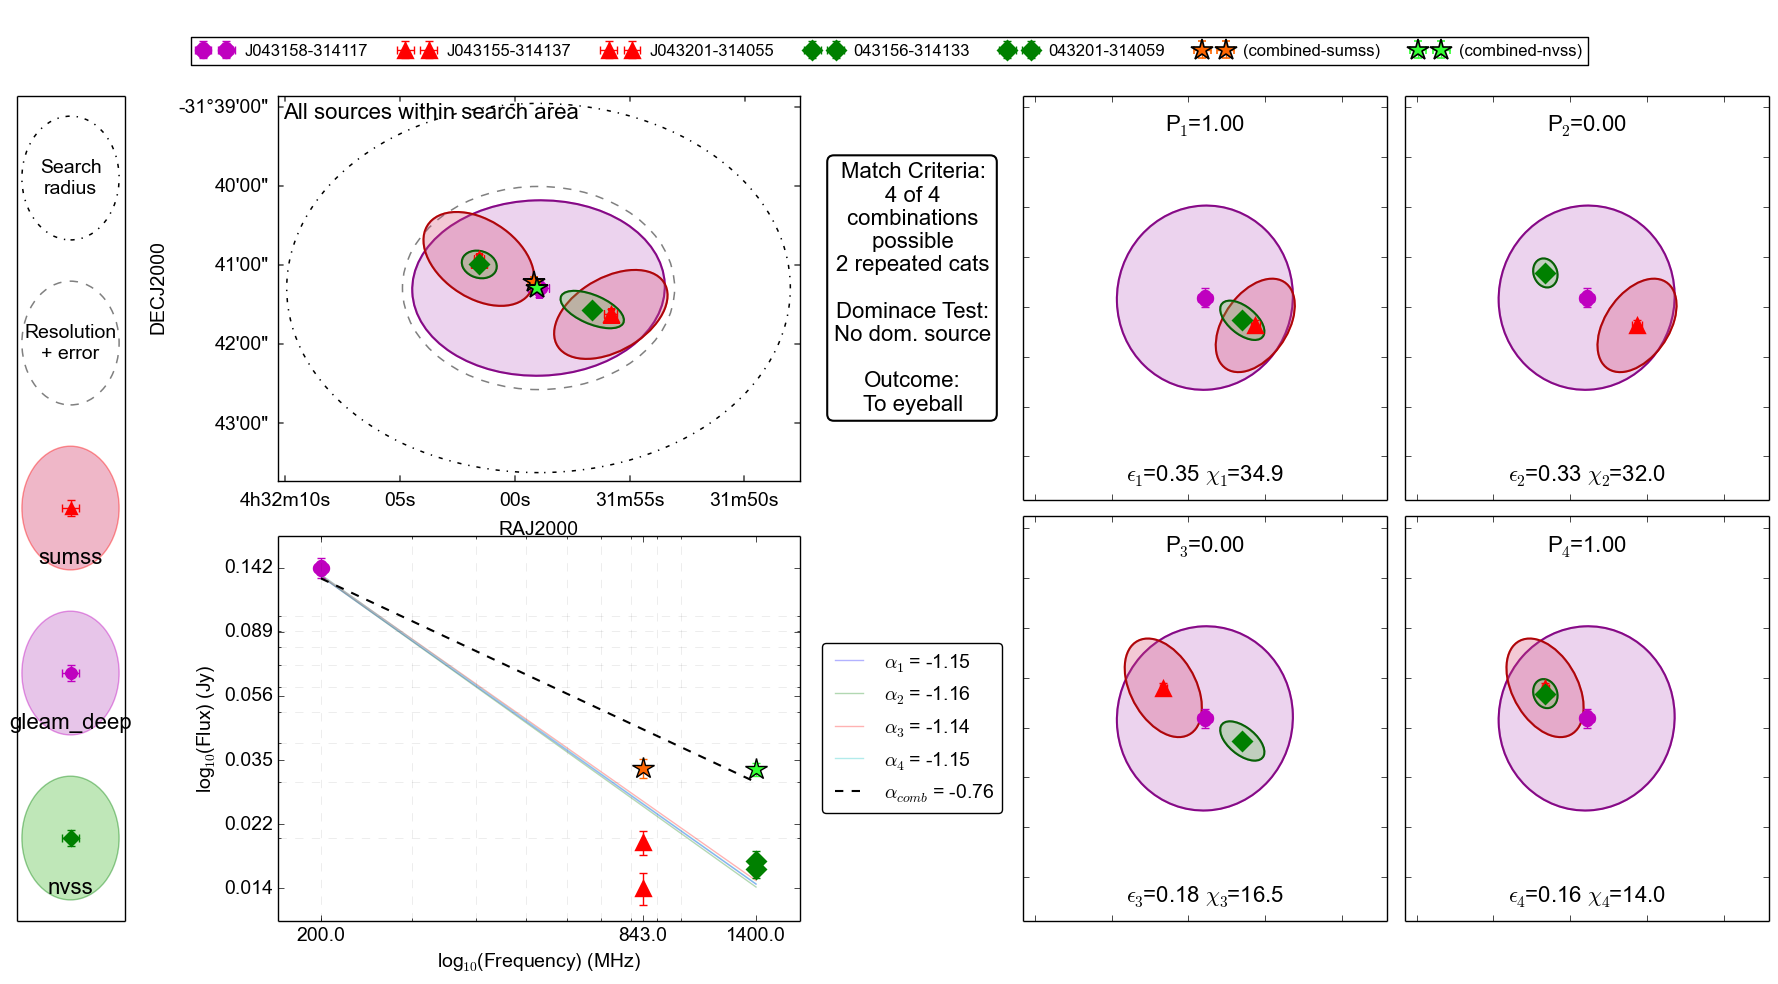 J043158-314117 J043155-314137 J043201-314055 043156-314133 043201-314059 (combined-sumss) (combined-nvss)
Search
radius
Resolution
+ error
sumss
gleam_deep
nvss
All sources within search area
DECJ2000
-31°39'00"
40'00"
41'00"
42'00"
43'00"
4h32m10s 05s 00s 31m55s 31m50s
RAJ2000
Match Criteria:
4 of 4
combinations
possible
2 repeated cats
Dominace Test:
No dom. source
Outcome:
To eyeball
P₁=1.00
ϵ₁=0.35 χ₁=34.9
P₂=0.00
ϵ₂=0.33 χ₂=32.0
log₁₀(Flux) (Jy)
0.142
0.089
0.056
0.035
0.022
0.014
200.0 843.0 1400.0
log₁₀(Frequency) (MHz)
α₁ = -1.15
α₂ = -1.16
α₃ = -1.14
α₄ = -1.15
α_comb = -0.76
P₃=0.00
ϵ₃=0.18 χ₃=16.5
P₄=1.00
ϵ₄=0.16 χ₄=14.0